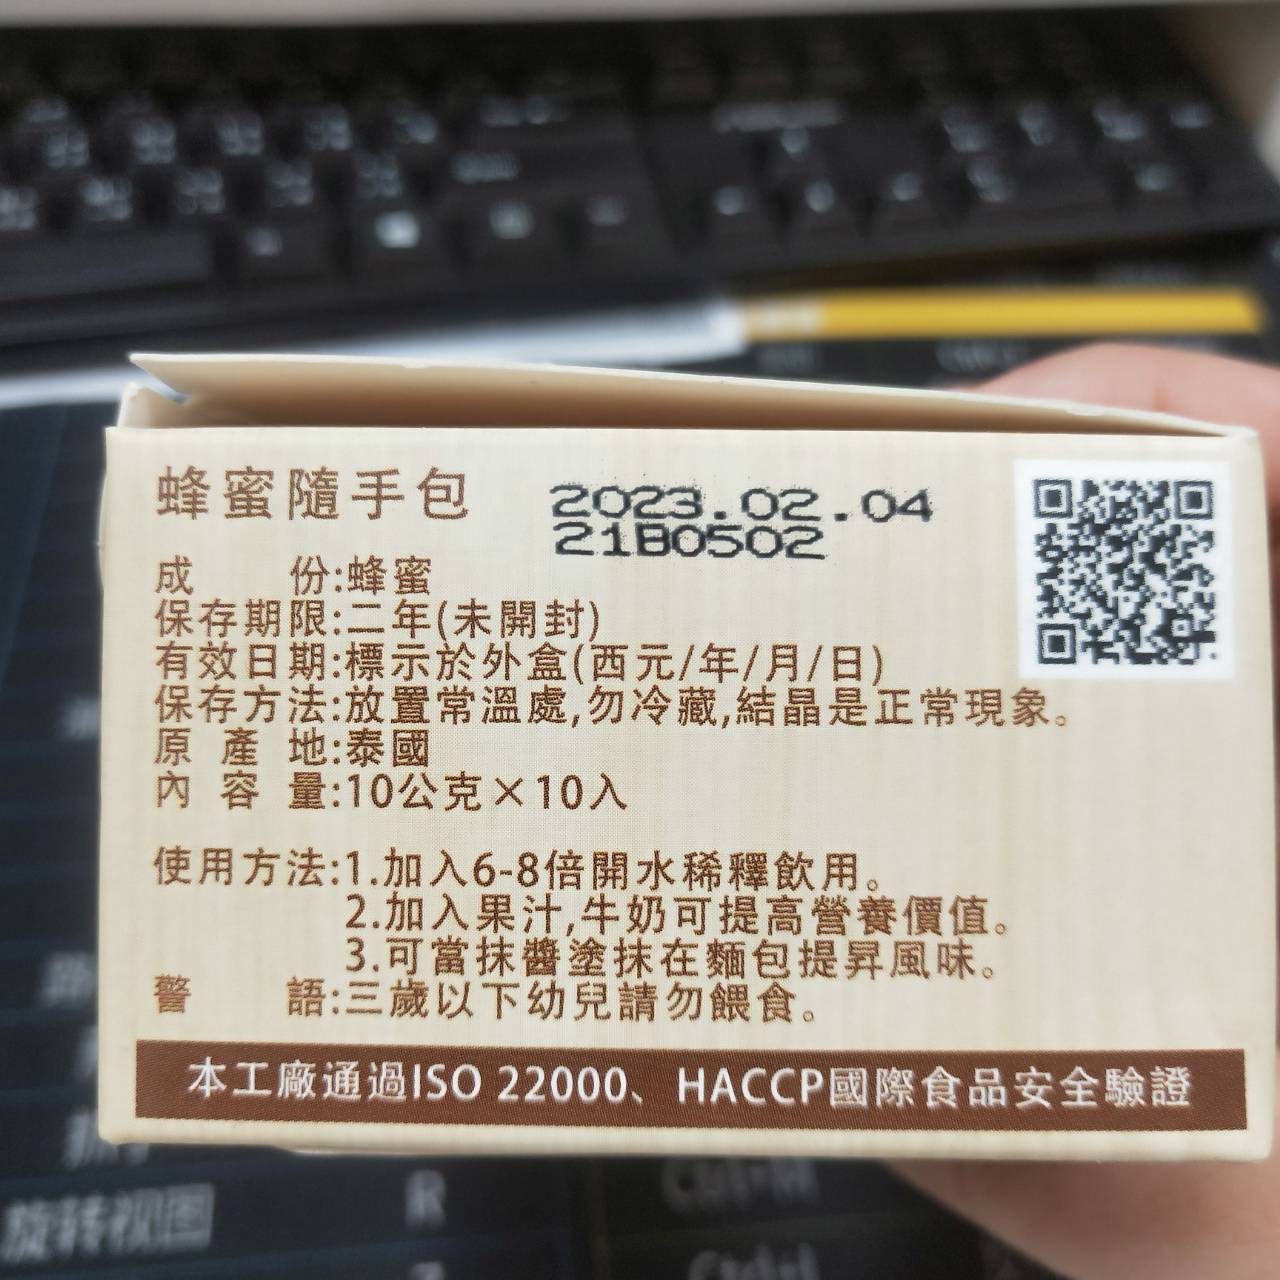 蜂蜜隨手包
2023.02.04
21B0502
成 份:蜂蜜
保存期限:二年(未開封)
有效日期:標示於外盒(西元/年/月/日)
保存方法:放置常溫處,勿冷藏,結晶是正常現象。
原 產 地:泰國
內 容 量:10公克×10入
使用方法:1.加入6-8倍開水稀釋飲用。
2.加入果汁,牛奶可提高營養價值。
3.可當抹醬塗抹在麵包提昇風味。
警 語:三歲以下幼兒請勿餵食。
本工廠通過ISO 22000、HACCP國際食品安全驗證
旋转视图 R
Ctrl+M